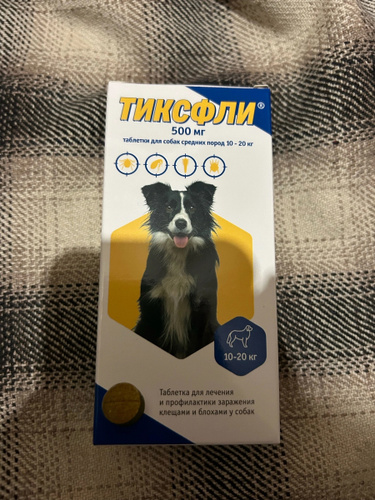 ТИКСФЛИ®
500 мг
таблетки для собак средних пород 10 - 20 кг
10-20 кг
Таблетка для лечения
и профилактики заражения
клещами и блохами у собак